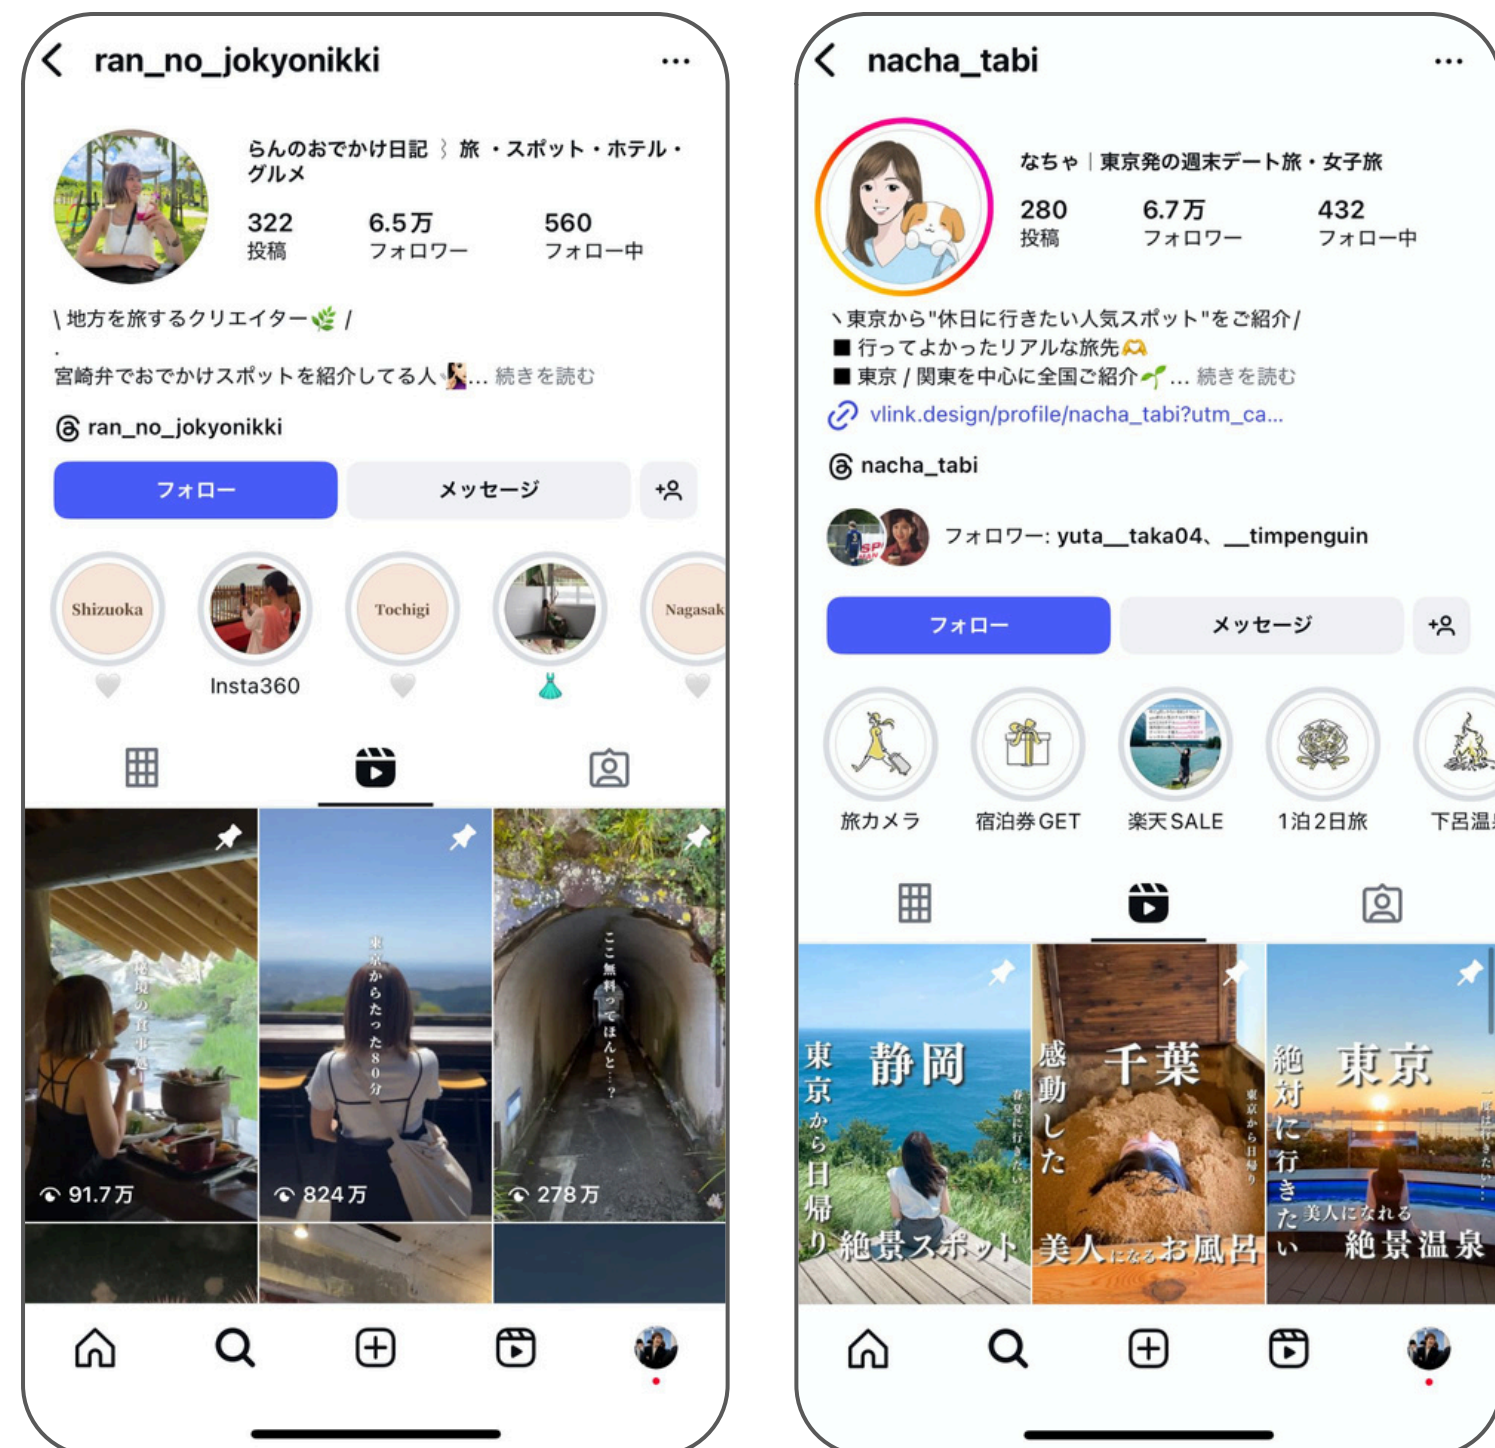 ran_no_jokyonikki
らんのおでかけ日記 ⌇ 旅 ・スポット・ホテル・
グルメ
322
6.5万
560
投稿
フォロワー
フォロー中
\ 地方を旅するクリエイター🌿 /
.
宮崎弁でおでかけスポットを紹介してる人... 続きを読む
ran_no_jokyonikki
フォロー
メッセージ
Shizuoka
Tochigi
🤍
Insta360
🤍
👗
🤍
東京からたった80分
ここ無料ってほんと…?
91.7万
824万
278万
nacha_tabi
なちゃ｜東京発の週末デート旅・女子旅
280
6.7万
432
投稿
フォロワー
フォロー中
ヽ東京から"休日に行きたい人気スポット"をご紹介/
■ 行ってよかったリアルな旅先🫶
■ 東京 / 関東を中心に全国ご紹介🌱... 続きを読む
vlink.design/profile/nacha_tabi?utm_ca...
nacha_tabi
フォロワー: yuta__taka04、__timpenguin
フォロー
メッセージ
旅カメラ
宿泊券GET
楽天SALE
1泊2日旅
東京から日帰り
静岡
春夏に行きたい
絶景スポット
感動した
千葉
東京から日帰り
美人になるお風呂
絶対に行きたい
東京
美人になれる
絶景温泉